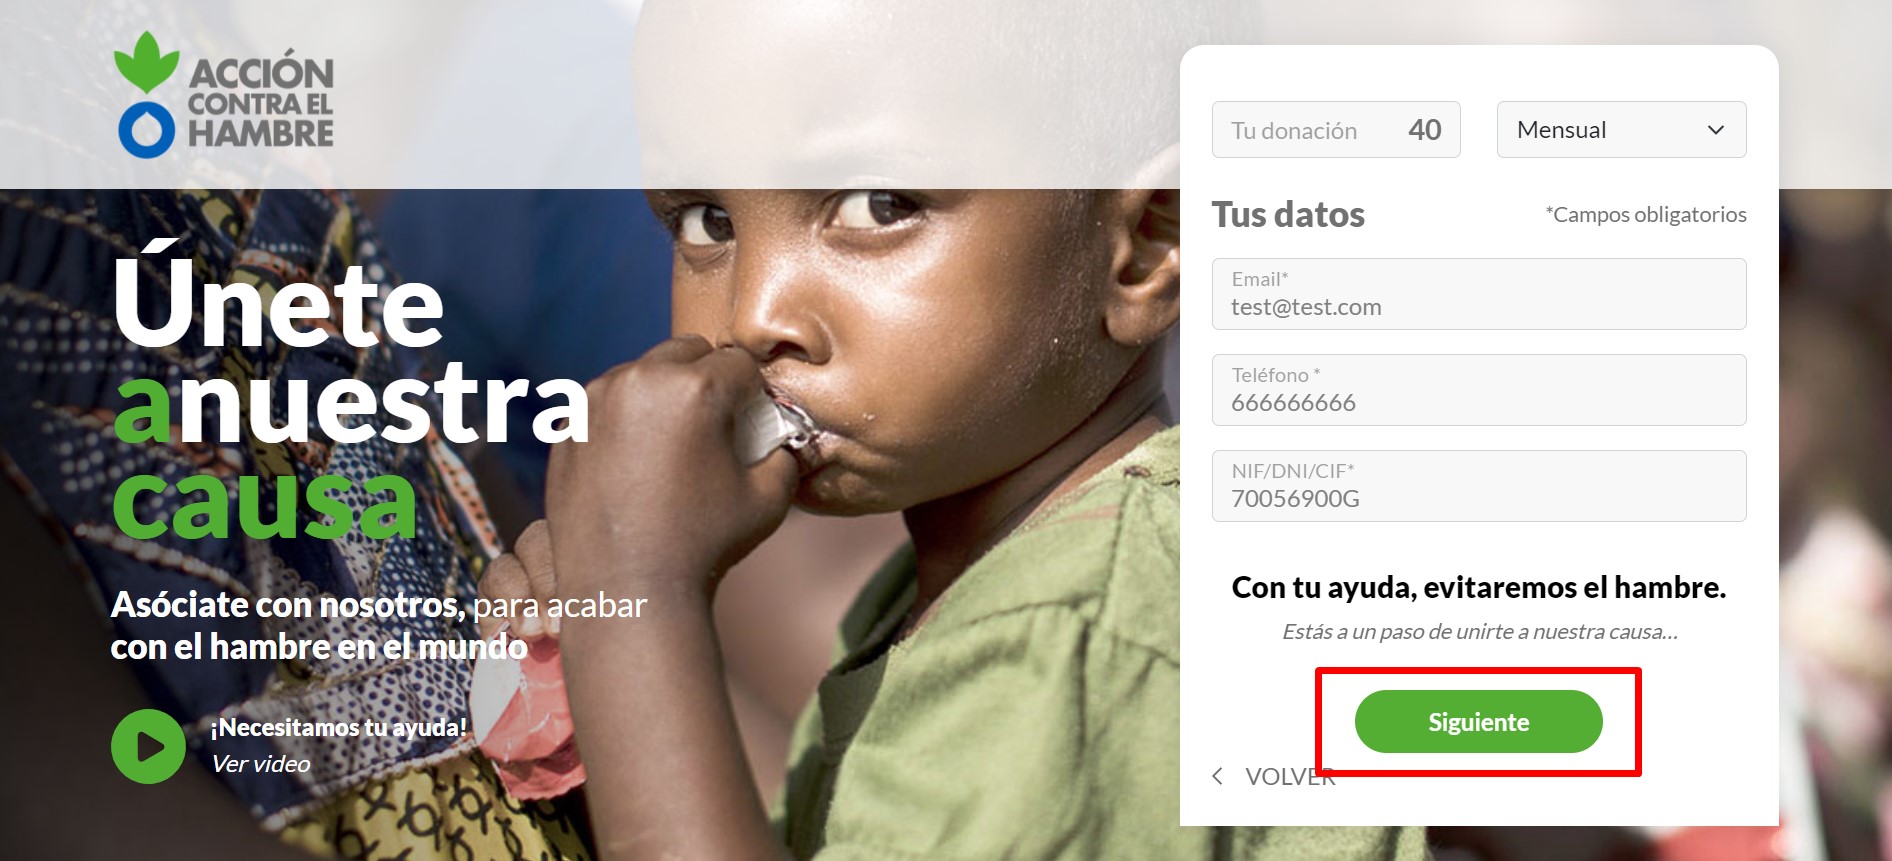 ACCIÓN
CONTRA EL
HAMBRE
Únete
anuestra
causa
Asóciate con nosotros, para acabar
con el hambre en el mundo
¡Necesitamos tu ayuda!
Ver video
Tu donación 40
Mensual
Tus datos
*Campos obligatorios
Email*
test@test.com
Teléfono *
666666666
NIF/DNI/CIF*
70056900G
Con tu ayuda, evitaremos el hambre.
Estás a un paso de unirte a nuestra causa...
Siguiente
VOLVER